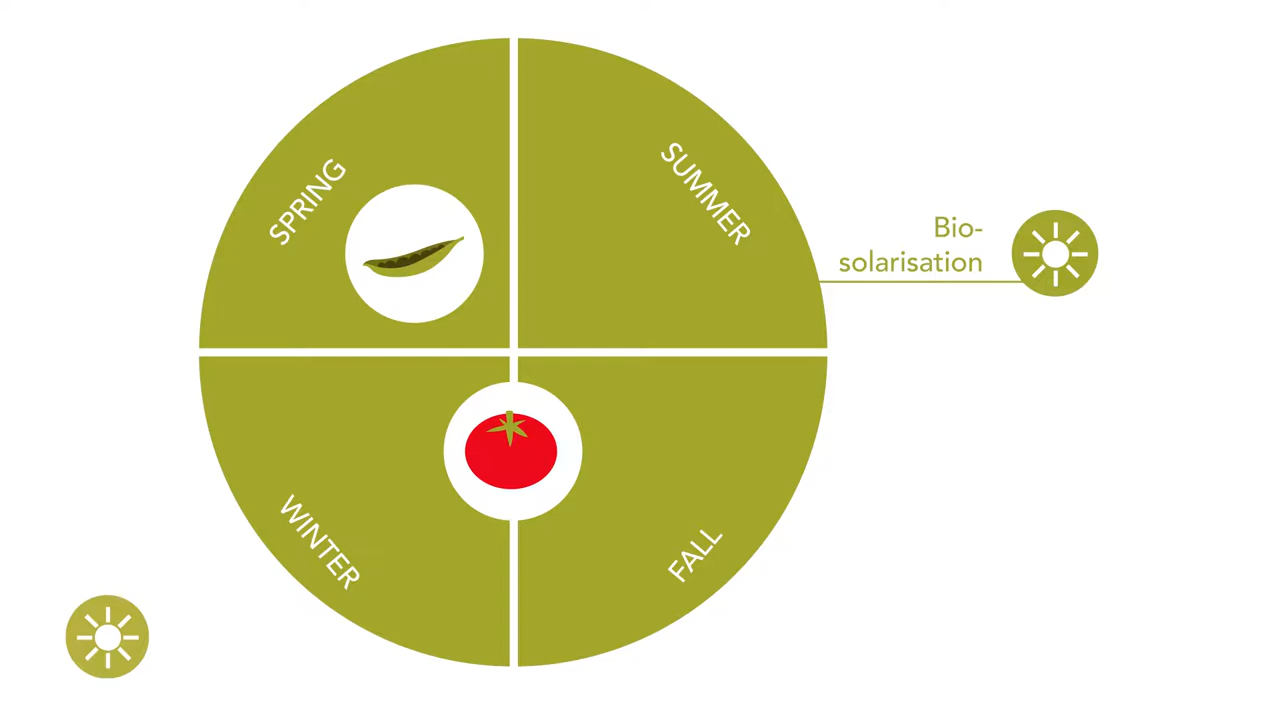 SPRING
SUMMER
Bio-
solarisation
WINTER
FALL